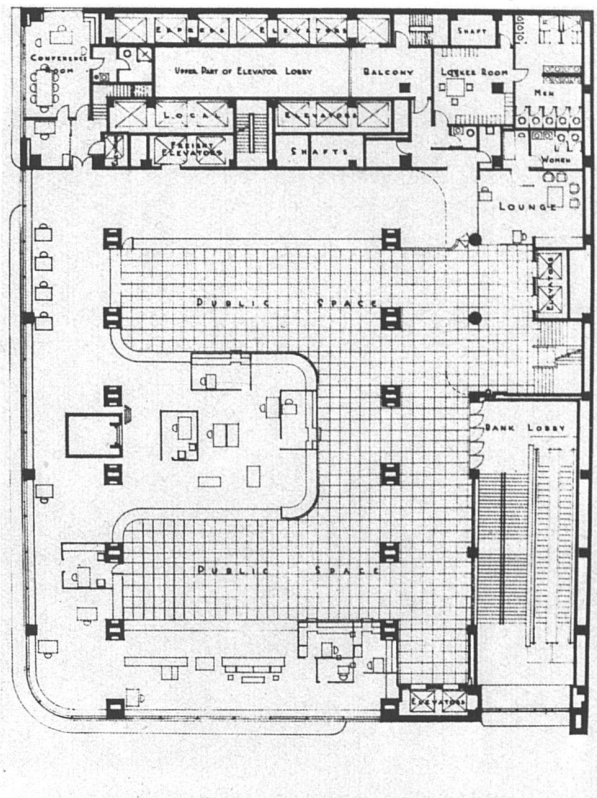 EXPRESS ELEVATORS
SHAFT
CONFERENCE
ROOM
UPPER PART OF ELEVATOR LOBBY
BALCONY
LOCKER ROOM
MEN
LOCAL ELEVATORS
FREIGHT
ELEVATORS
SHAFTS
WOMEN
LOUNGE
ELEVATORS
PUBLIC SPACE
BANK LOBBY
PUBLIC SPACE
ELEVATORS